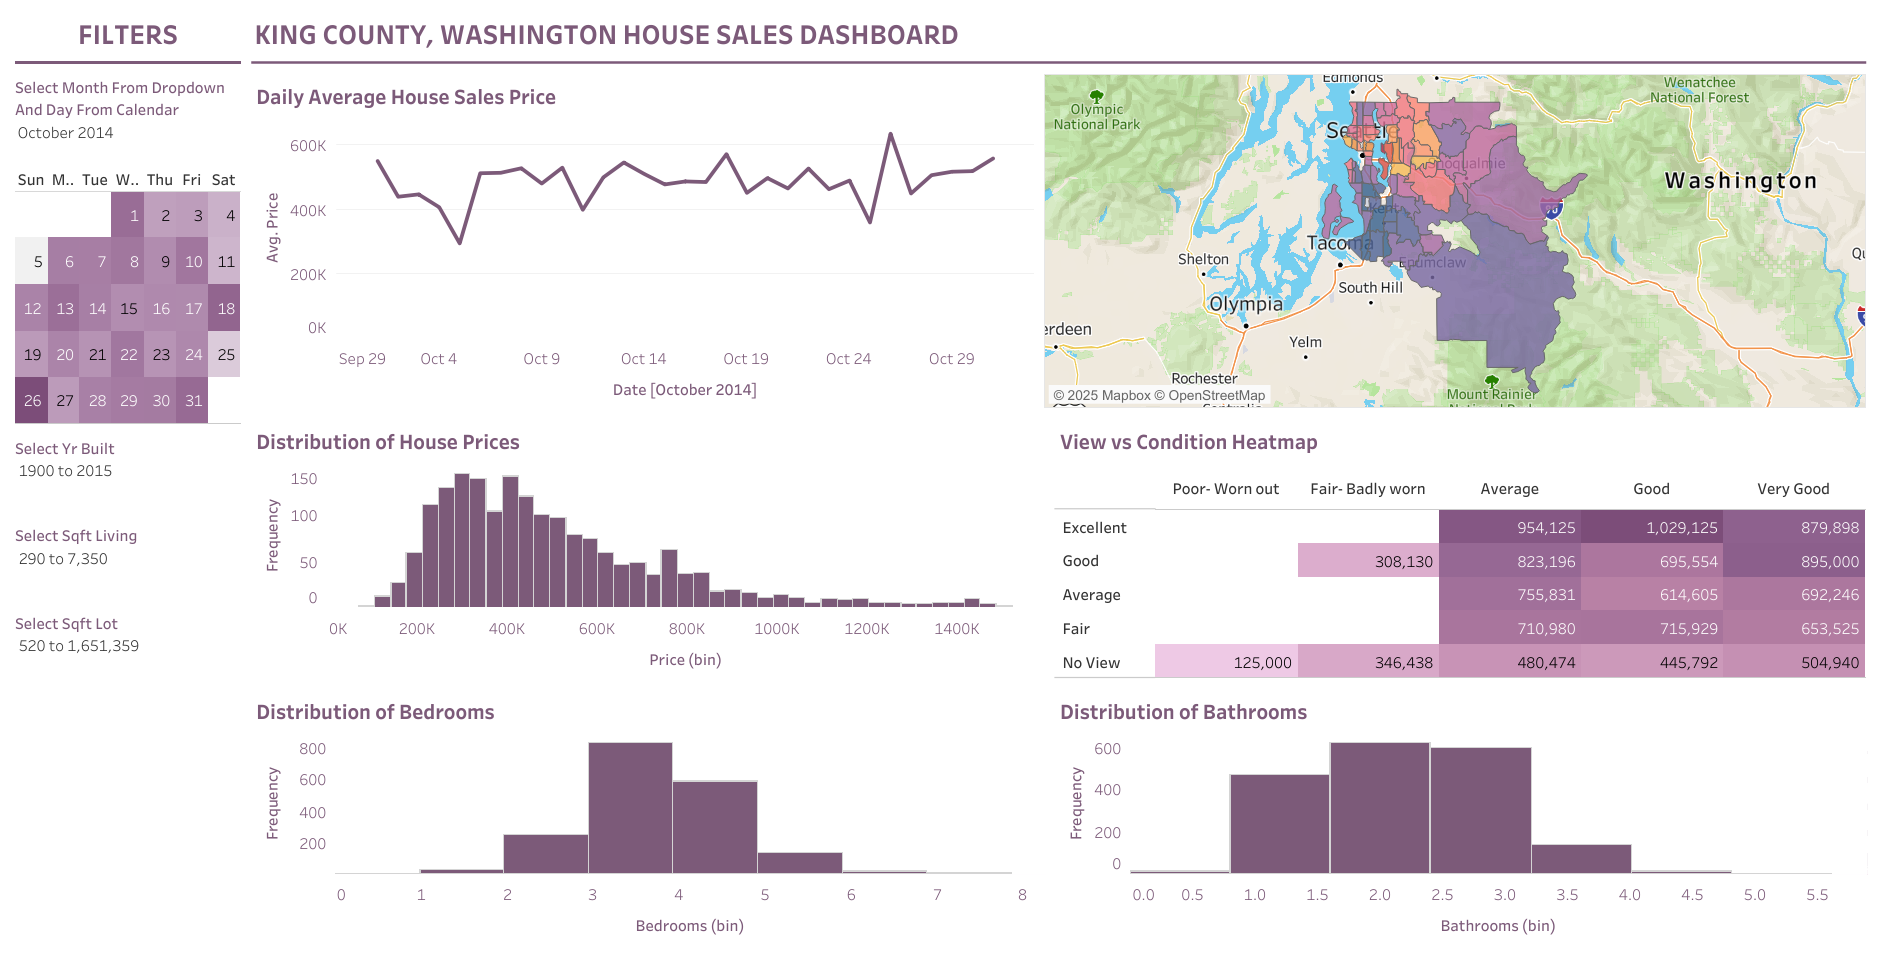 FILTERS
KING COUNTY, WASHINGTON HOUSE SALES DASHBOARD
Select Month From Dropdown
And Day From Calendar
October 2014
Sun M.. Tue W.. Thu Fri Sat
1 2 3 4
5 6 7 8 9 10 11
12 13 14 15 16 17 18
19 20 21 22 23 24 25
26 27 28 29 30 31
Select Yr Built
1900 to 2015
Select Sqft Living
290 to 7,350
Select Sqft Lot
520 to 1,651,359
Daily Average House Sales Price
Avg. Price
600K
400K
200K
0K
Sep 29 Oct 4 Oct 9 Oct 14 Oct 19 Oct 24 Oct 29
Date [October 2014]
Edmonds
Wenatchee
National Forest
Olympic
National Park
Seattle
noqualmie
Washington
90
Kent
Tacoma
Shelton
Enumclaw
South Hill
Olympia
erdeen
Yelm
Rochester
Mount Rainier
© 2025 Mapbox © OpenStreetMap
Distribution of House Prices
Frequency
150
100
50
0
0K 200K 400K 600K 800K 1000K 1200K 1400K
Price (bin)
View vs Condition Heatmap
Poor- Worn out Fair- Badly worn Average Good Very Good
Excellent 954,125 1,029,125 879,898
Good 308,130 823,196 695,554 895,000
Average 755,831 614,605 692,246
Fair 710,980 715,929 653,525
No View 125,000 346,438 480,474 445,792 504,940
Distribution of Bedrooms
Frequency
800
600
400
200
0 1 2 3 4 5 6 7 8
Bedrooms (bin)
Distribution of Bathrooms
Frequency
600
400
200
0
0.0 0.5 1.0 1.5 2.0 2.5 3.0 3.5 4.0 4.5 5.0 5.5
Bathrooms (bin)